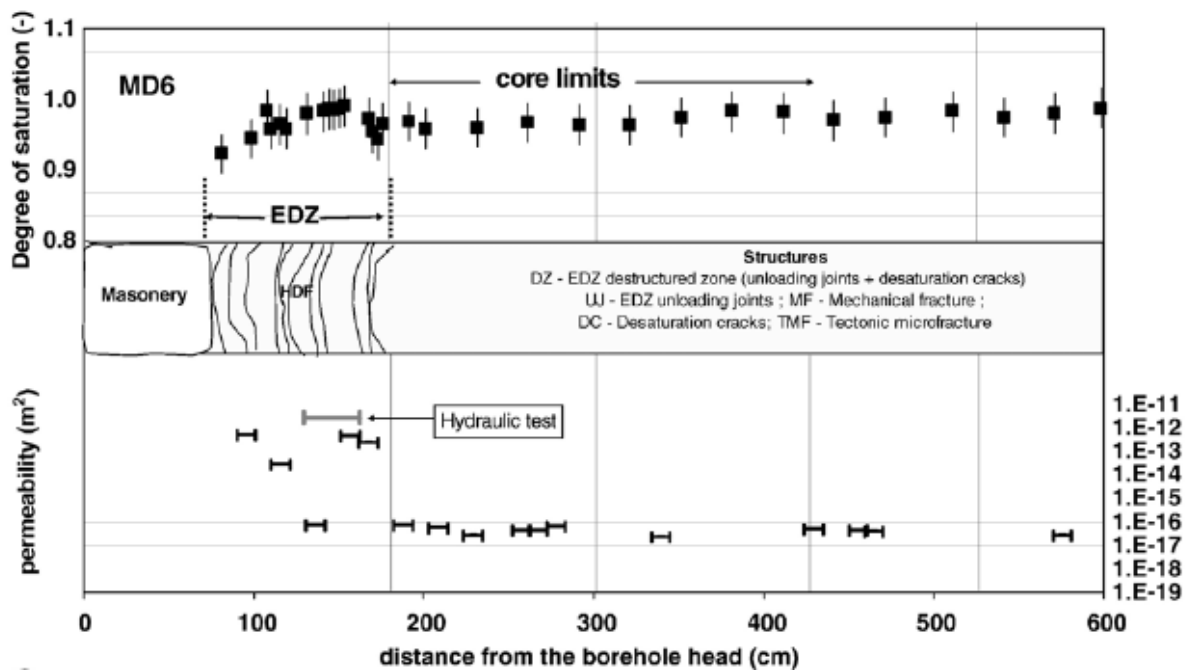 1.1
Degree of saturation (-)
MD6
core limits
1.0
0.9
EDZ
0.8
Masonery
HDF
Structures
DZ - EDZ destructured zone (unloading joints + desaturation cracks)
UJ - EDZ unloading joints ; MF - Mechanical fracture ;
DC - Desaturation cracks; TMF - Tectonic microfracture
permeability (m²)
Hydraulic test
1.E-11
1.E-12
1.E-13
1.E-14
1.E-15
1.E-16
1.E-17
1.E-18
1.E-19
0 100 200 300 400 500 600
distance from the borehole head (cm)